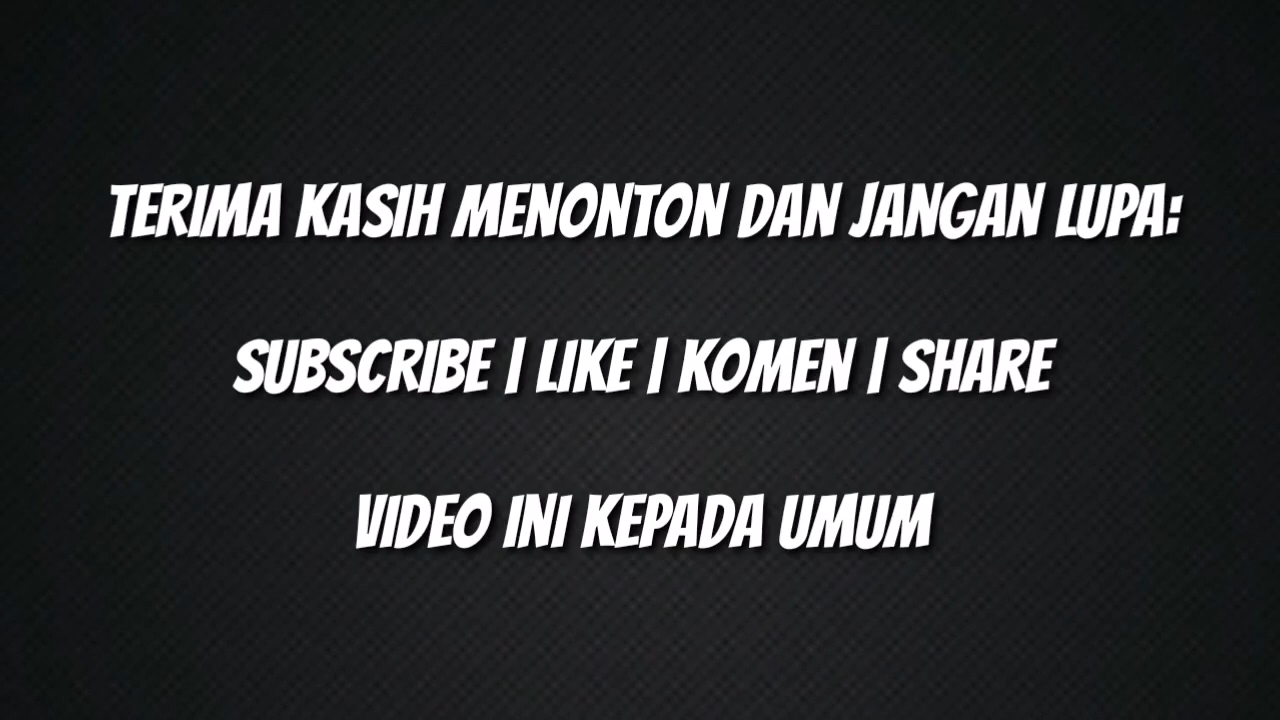 TERIMA KASIH MENONTON DAN JANGAN LUPA:
SUBSCRIBE | LIKE | KOMEN | SHARE
VIDEO INI KEPADA UMUM